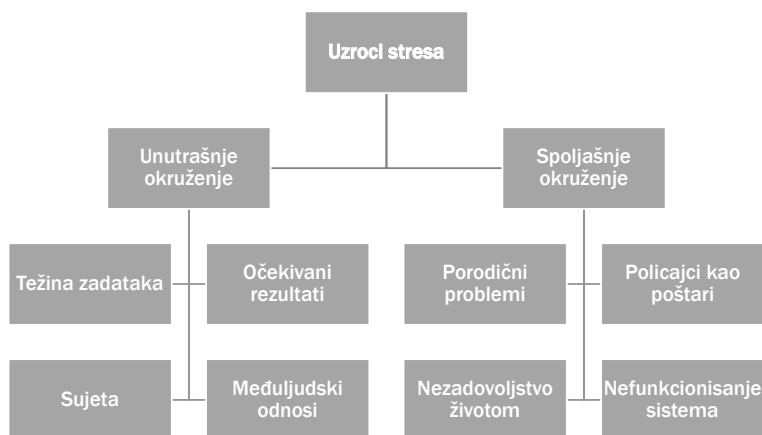 Uzroci stresa
Unutrašnje
okruženje
Spoljašnje
okruženje
Težina zadataka
Očekivani
rezultati
Porodični
problemi
Policajci kao
poštari
Sujeta
Međuljudski
odnosi
Nezadovoljstvo
životom
Nefunkcionisanje
sistema